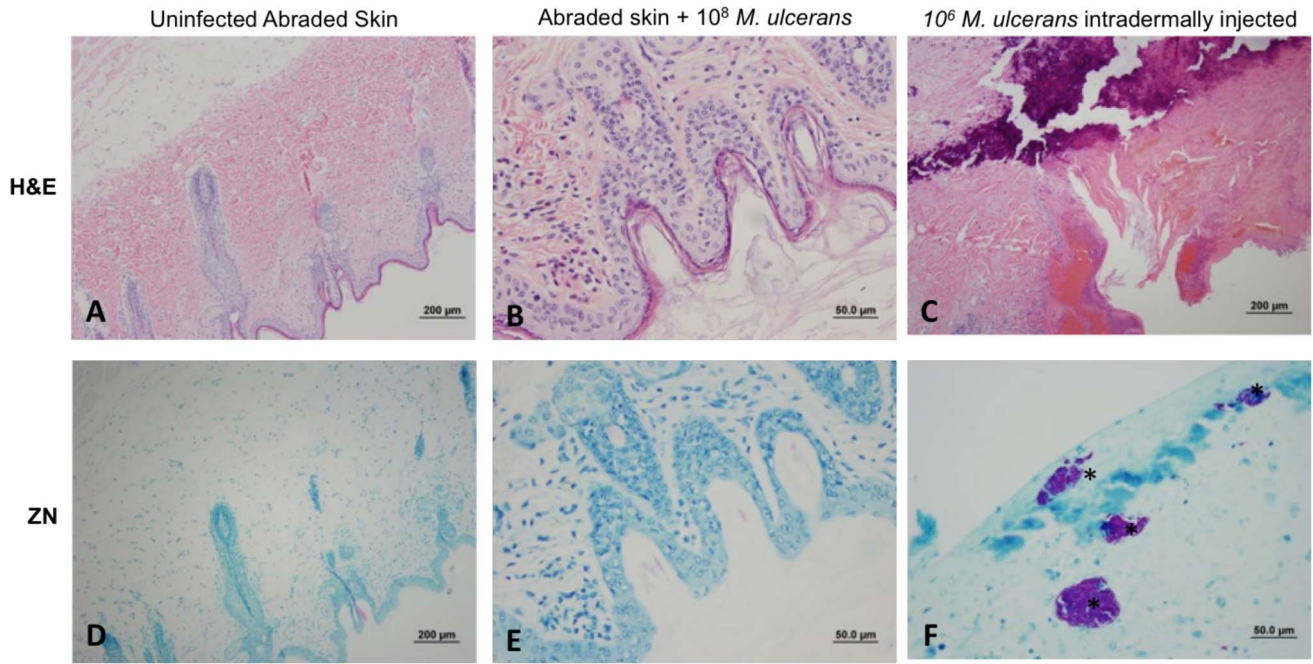 Uninfected Abraded Skin
Abraded skin + 10⁸ M. ulcerans
10⁶ M. ulcerans intradermally injected
H&E
A
200 µm
B
50.0 µm
C
200 µm
ZN
D
200 µm
E
50.0 µm
*
*
*
*
F
50.0 µm